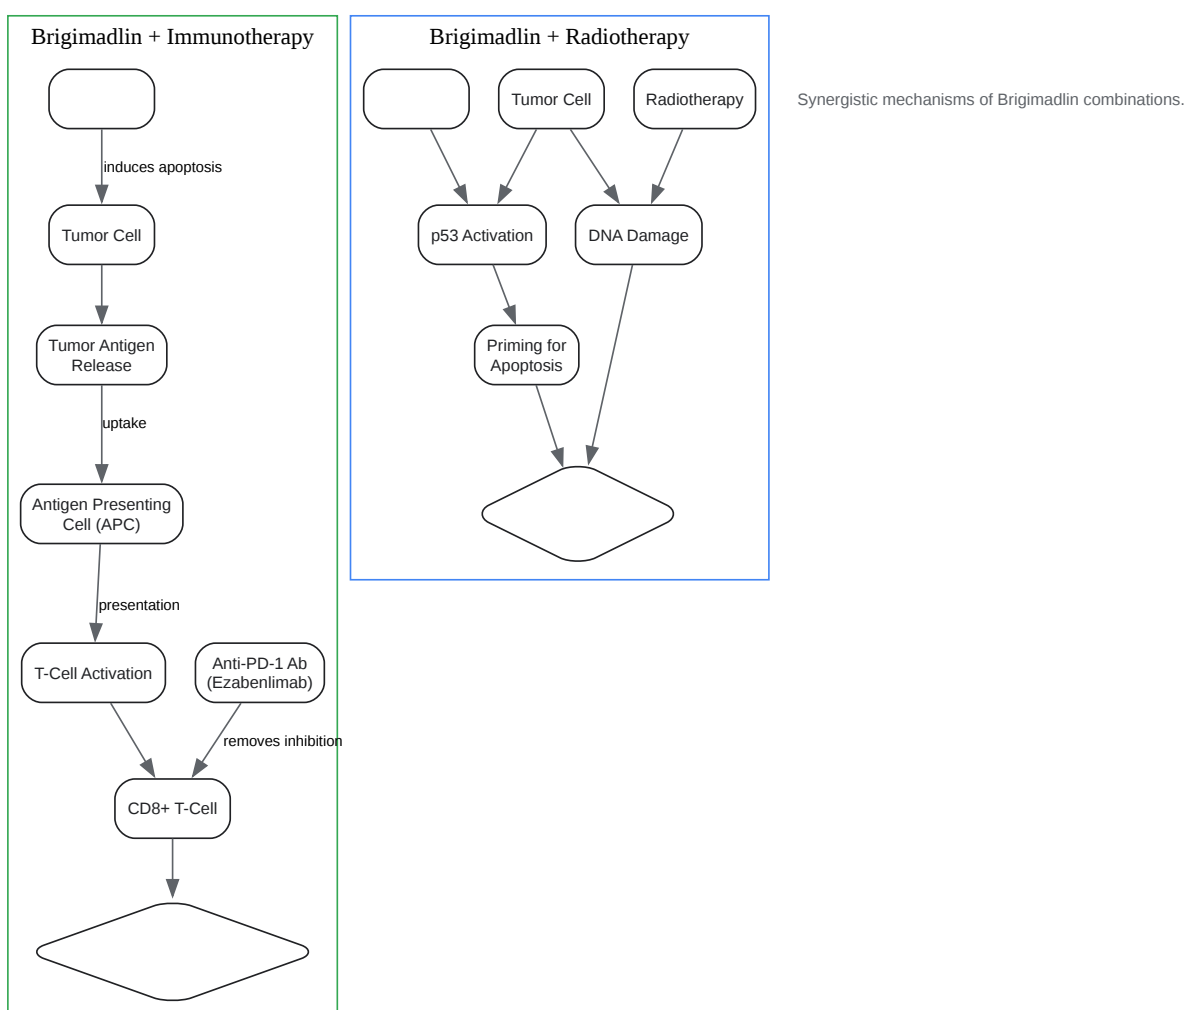 Brigimadlin + Immunotherapy
induces apoptosis
Tumor Cell
Tumor Antigen
Release
uptake
Antigen Presenting
Cell (APC)
presentation
T-Cell Activation
Anti-PD-1 Ab
(Ezabenlimab)
removes inhibition
CD8+ T-Cell
Brigimadlin + Radiotherapy
Tumor Cell
Radiotherapy
p53 Activation
DNA Damage
Priming for
Apoptosis
Synergistic mechanisms of Brigimadlin combinations.